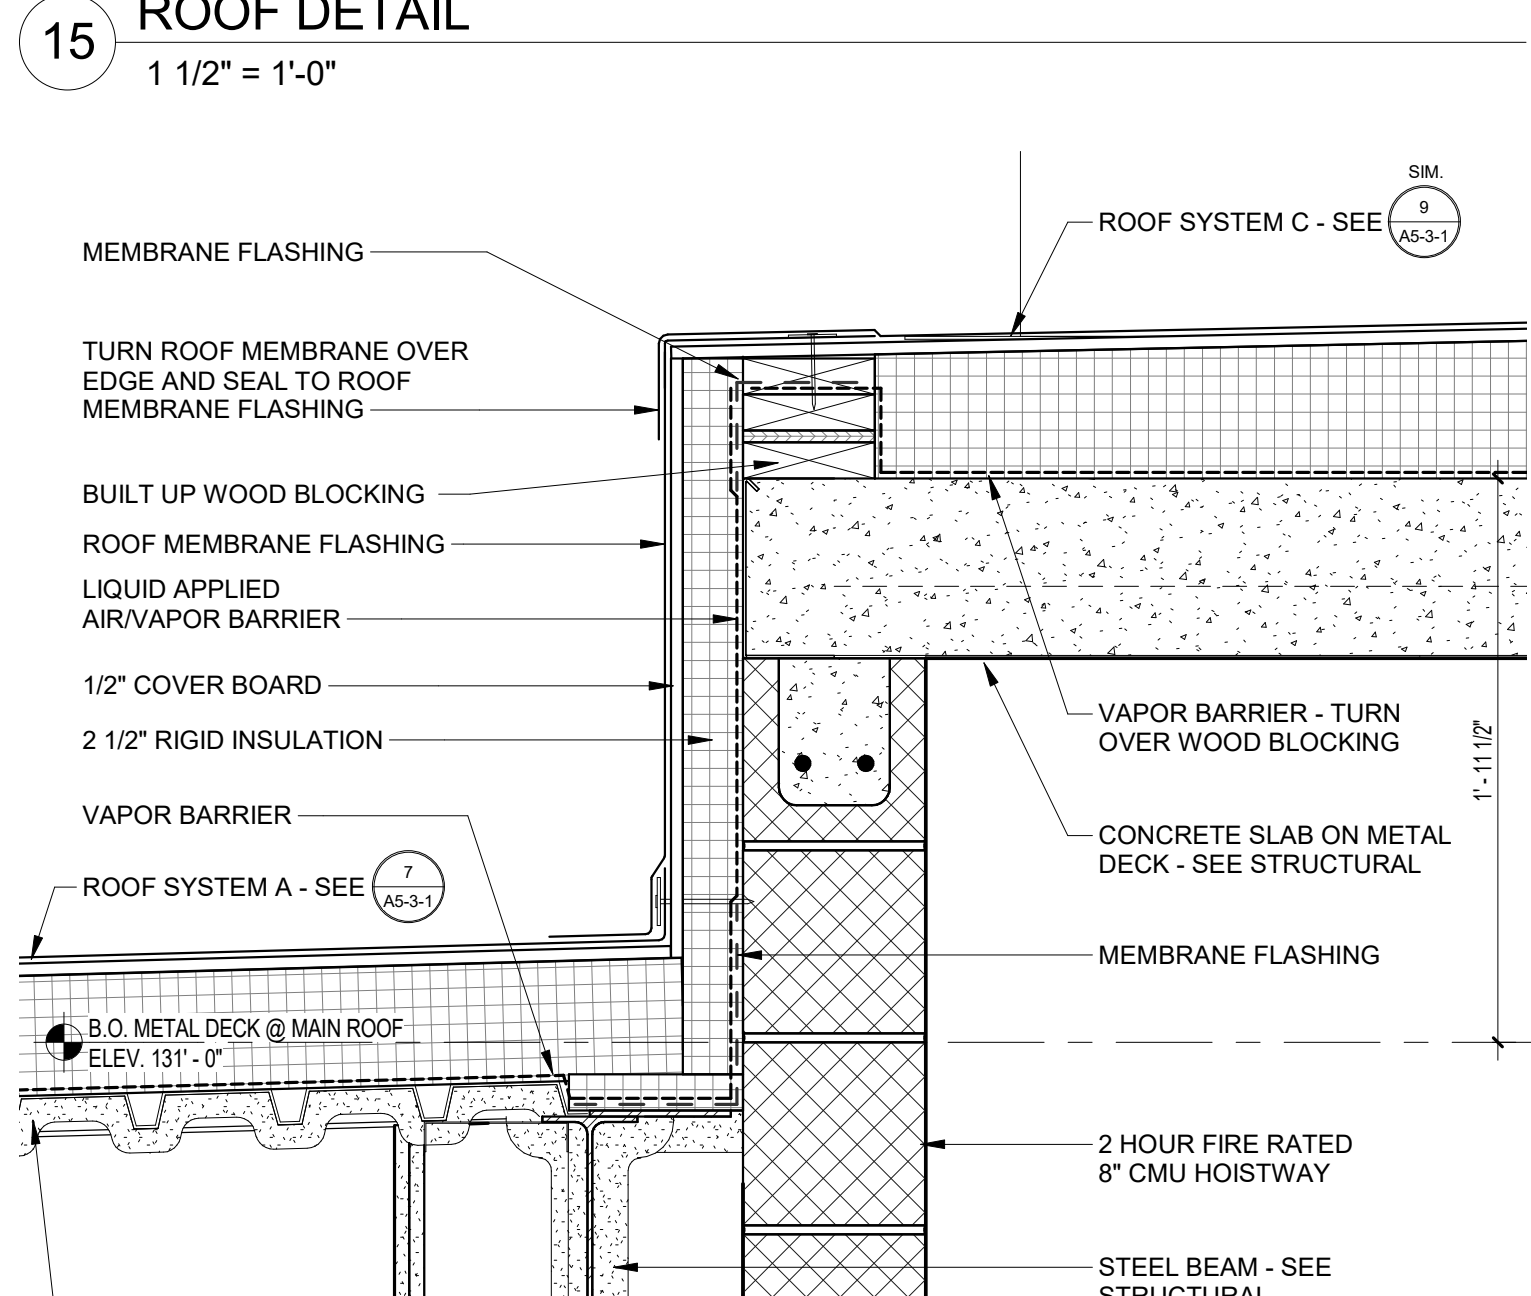 15
ROOF DETAIL
1 1/2" = 1'-0"
SIM.
9
A5-3-1
ROOF SYSTEM C - SEE
MEMBRANE FLASHING
TURN ROOF MEMBRANE OVER
EDGE AND SEAL TO ROOF
MEMBRANE FLASHING
BUILT UP WOOD BLOCKING
ROOF MEMBRANE FLASHING
LIQUID APPLIED
AIR/VAPOR BARRIER
1/2" COVER BOARD
2 1/2" RIGID INSULATION
VAPOR BARRIER
ROOF SYSTEM A - SEE
7
A5-3-1
B.O. METAL DECK @ MAIN ROOF
ELEV. 131' - 0"
VAPOR BARRIER - TURN
OVER WOOD BLOCKING
1' - 11 1/2"
CONCRETE SLAB ON METAL
DECK - SEE STRUCTURAL
MEMBRANE FLASHING
2 HOUR FIRE RATED
8" CMU HOISTWAY
STEEL BEAM - SEE
STRUCTURAL